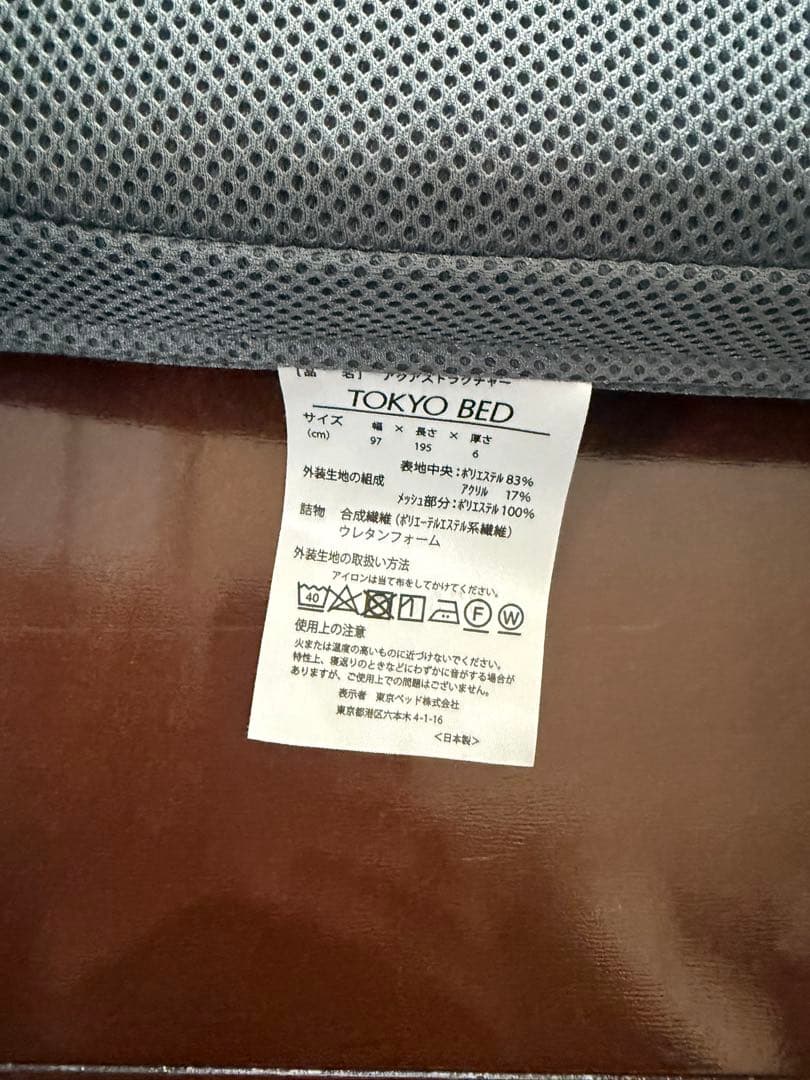 [品 名] アクアストラクチャー
TOKYO BED
サイズ 幅 × 長さ × 厚さ
(cm) 97 195 6
外装生地の組成 表地中央:ポリエステル 83%
アクリル 17%
メッシュ部分:ポリエステル 100%
詰物 合成繊維(ポリエーテルエステル系繊維)
ウレタンフォーム
外装生地の取扱い方法
アイロンは当て布をしてかけてください。
40 F W
使用上の注意
火または温度の高いものに近づけないでください。
特性上、寝返りのときなどにわずかに音がする場合が
ありますが、ご使用上での問題はございません。
表示者 東京ベッド株式会社
東京都港区六本木 4-1-16
<日本製>